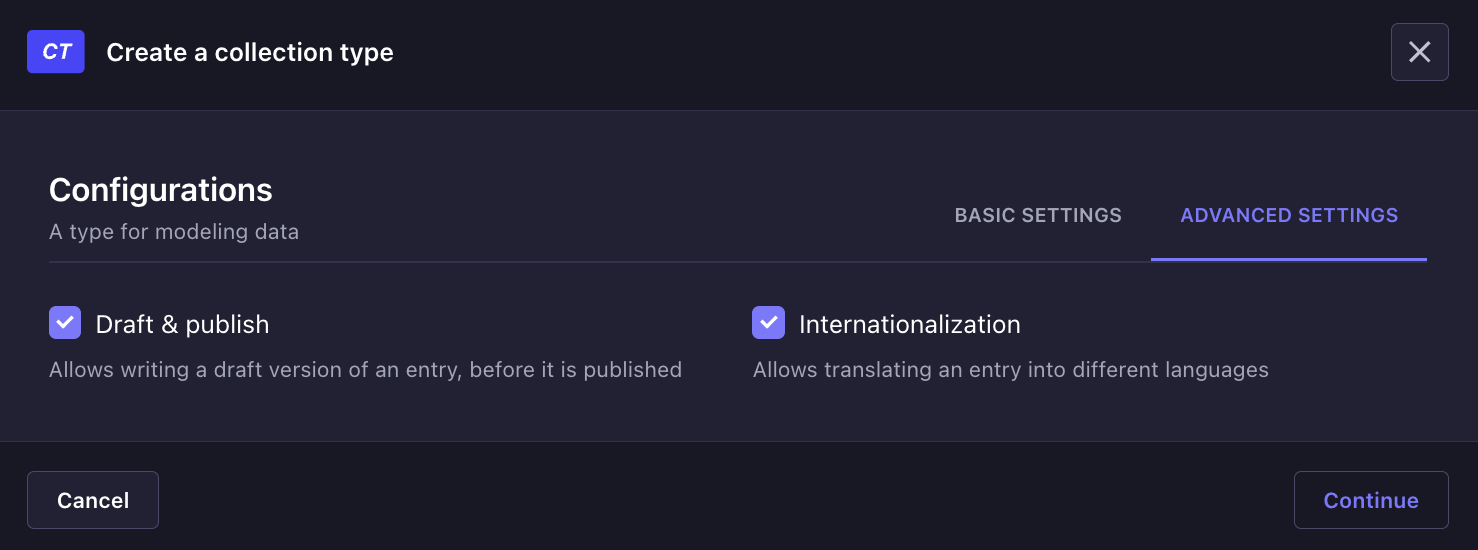 CT Create a collection type
Configurations
A type for modeling data
BASIC SETTINGS ADVANCED SETTINGS
Draft & publish
Allows writing a draft version of an entry, before it is published
Internationalization
Allows translating an entry into different languages
Cancel Continue